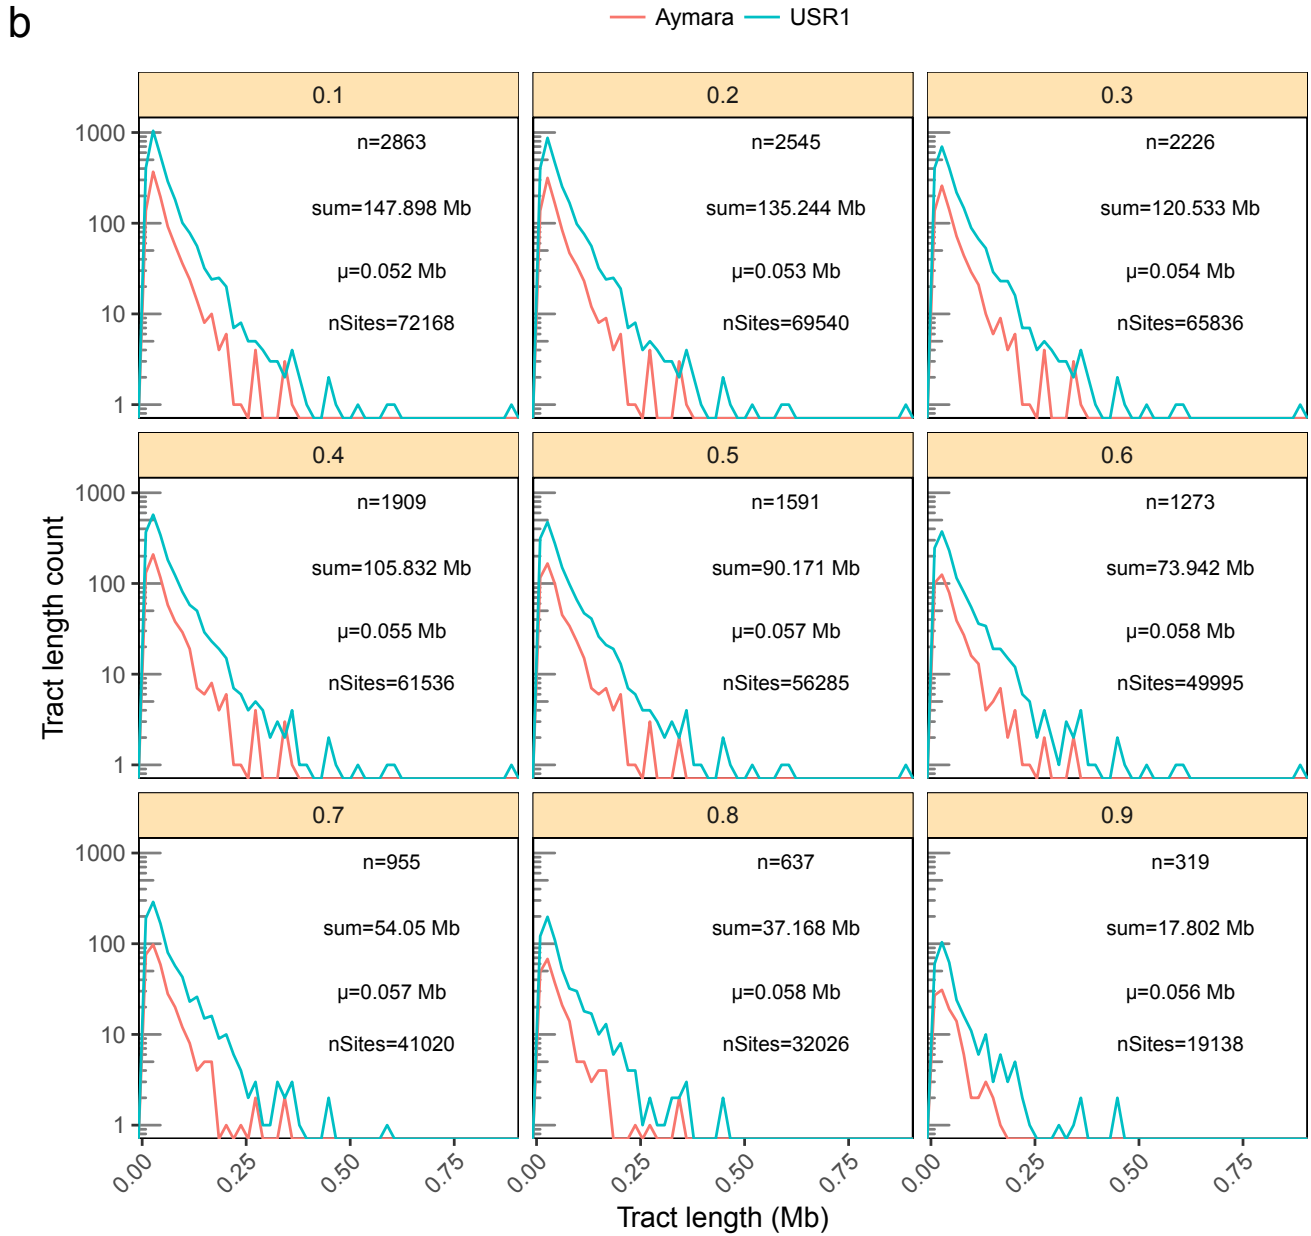 b
Aymara USR1
0.1 0.2 0.3
1000
100
10
1
n=2863
sum=147.898 Mb
µ=0.052 Mb
nSites=72168
n=2545
sum=135.244 Mb
µ=0.053 Mb
nSites=69540
n=2226
sum=120.533 Mb
µ=0.054 Mb
nSites=65836
0.4 0.5 0.6
1000
100
10
1
n=1909
sum=105.832 Mb
µ=0.055 Mb
nSites=61536
n=1591
sum=90.171 Mb
µ=0.057 Mb
nSites=56285
n=1273
sum=73.942 Mb
µ=0.058 Mb
nSites=49995
Tract length count
0.7 0.8 0.9
1000
100
10
1
n=955
sum=54.05 Mb
µ=0.057 Mb
nSites=41020
n=637
sum=37.168 Mb
µ=0.058 Mb
nSites=32026
n=319
sum=17.802 Mb
µ=0.056 Mb
nSites=19138
0.00 0.25 0.50 0.75 0.00 0.25 0.50 0.75 0.00 0.25 0.50 0.75
Tract length (Mb)